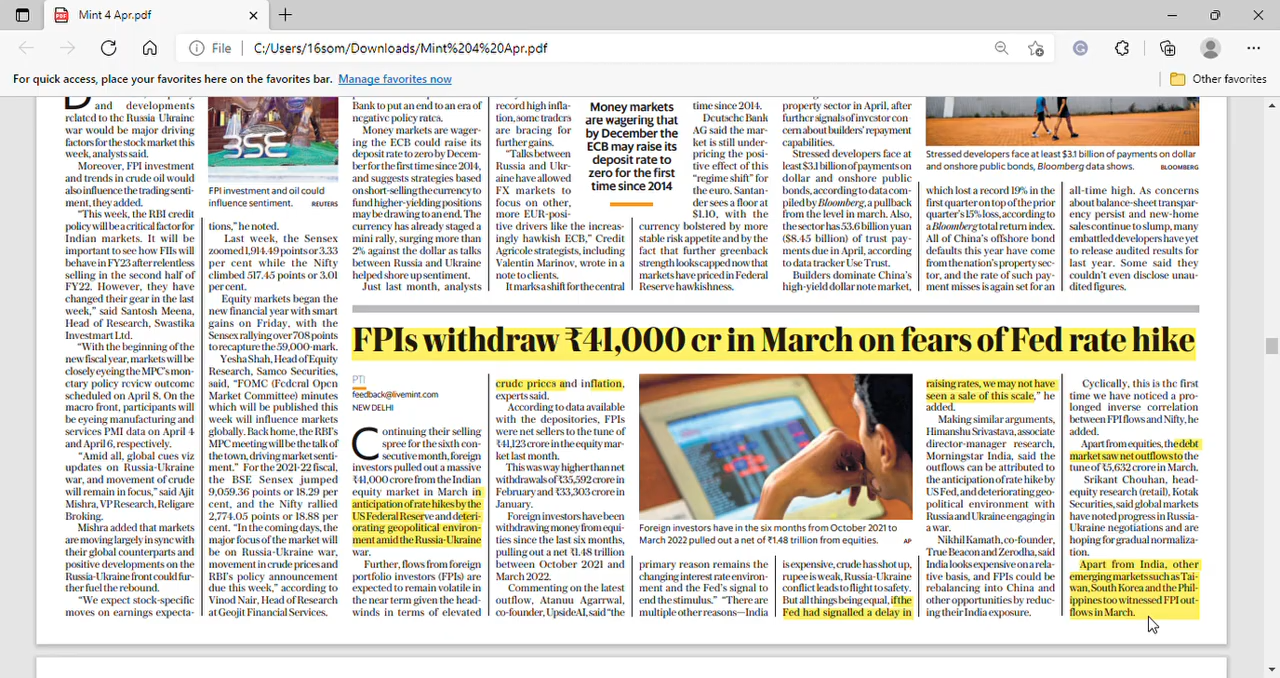 Mint 4 Apr.pdf
File
C:/Users/16som/Downloads/Mint%204%20Apr.pdf
For quick access, place your favorites here on the favorites bar. Manage favorites now
Other favorites
and developments
related to the Russia Ukraine
war would be major driving
factors for the stock market this
week, analysts said.
Moreover, FPI investment
and trends in crude oil would
also influence the trading senti-
ment, they added.
"This week, the RBI credit
policy will be a critical factor for
Indian markets. It will be
important to see how FIIs will
behave in FY23 after relentless
selling in the second half of
FY22. However, they have
changed their gear in the last
week," said Santosh Meena,
Head of Research, Swastika
Investmart Ltd.
"With the beginning of the
new fiscal year, markets will be
closely eyeing the MPC's mon-
etary policy review outcome
scheduled on April 8. On the
macro front, participants will
be eyeing manufacturing and
services PMI data on April 4
and April 6, respectively.
"Amid all, global cues viz
updates on Russia-Ukraine
war, and movement of crude
will remain in focus," said Ajit
Mishra, VP Research, Religare
Broking.
Mishra added that markets
are moving largely in sync with
their global counterparts and
positive developments on the
Russia-Ukraine front could fur-
ther fuel the rebound.
"We expect stock-specific
moves on earnings expecta-
FPI investment and oil could
influence sentiment. REUTERS
tions," he noted.
Last week, the Sensex
zoomed 1,914.49 points or 3.33
per cent while the Nifty
climbed 517.45 points or 3.01
per cent.
Equity markets began the
new financial year with smart
gains on Friday, with the
Sensex rallying over 708 points
to recapture the 59,000-mark.
Yesha Shah, Head of Equity
Research, Samco Securities,
said, "FOMC (Federal Open
Market Committee) minutes
which will be published this
week will influence markets
globally. Back home, the RBI's
MPC meeting will be the talk of
the town, driving market senti-
ment." For the 2021-22 fiscal,
the BSE Sensex jumped
9,059.36 points or 18.29 per
cent, and the Nifty rallied
2,774.05 points or 18.88 per
cent. "In the coming days, the
major focus of the market will
be on Russia-Ukraine war,
movement in crude prices and
RBI's policy announcement
due this week," according to
Vinod Nair, Head of Research
at Geojit Financial Services.
Bank to put an end to an era of
negative policy rates.
Money markets are wager-
ing the ECB could raise its
deposit rate to zero by Decem-
ber for the first time since 2014,
and suggests strategies based
on short-selling the currency to
fund higher-yielding positions
may be drawing to an end. The
currency has already staged a
mini rally, surging more than
2% against the dollar as talks
between Russia and Ukraine
helped shore up sentiment.
Just last month, analysts
record high infla-
tion, some traders
are bracing for
further gains.
"Talks between
Russia and Ukr-
aine have allowed
FX markets to
focus on other,
more EUR-posi-
tive drivers like the increas-
ingly hawkish ECB," Credit
Agricole strategists, including
Valentin Marinov, wrote in a
note to clients.
It marks a shift for the central
Money markets
are wagering that
by December the
ECB may raise its
deposit rate to
zero for the first
time since 2014
time since 2014.
Deutsche Bank
AG said the mar-
ket is still under-
pricing the posi-
tive effect of this
"regime shift" for
the euro. Santan-
der sees a floor at
$1.10, with the
currency bolstered by more
stable risk appetite and by the
fact that further greenback
strength looks capped now that
markets have priced in Federal
Reserve hawkishness.
property sector in April, after
further signals of investor con-
cern about builders' repayment
capabilities.
Stressed developers face at
least $3.1 billion of payments on
dollar and onshore public
bonds, according to data com-
piled by Bloomberg, a pullback
from the level in march. Also,
the sector has 53.6 billion yuan
($8.45 billion) of trust pay-
ments due in April, according
to data tracker Use Trust.
Builders dominate China's
high-yield dollar note market,
Stressed developers face at least $3.1 billion of payments on dollar
and onshore public bonds, Bloomberg data shows. BLOOMBERG
which lost a record 19% in the
first quarter on top of the prior
quarter's 15% loss, according to
a Bloomberg total return index.
All of China's offshore bond
defaults this year have come
from the nation's property sec-
tor, and the rate of such pay-
ment misses is again set for an
all-time high. As concerns
about balance-sheet transpar-
ency persist and new-home
sales continue to slump, many
embattled developers have yet
to release audited results for
last year. Some said they
couldn't even disclose unau-
dited figures.
FPIs withdraw ₹41,000 cr in March on fears of Fed rate hike
PTI
feedback@livemint.com
NEW DELHI
Continuing their selling
spree for the sixth con-
secutive month, foreign
investors pulled out a massive
₹41,000 crore from the Indian
equity market in March in
anticipation of rate hikes by the
US Federal Reserve and deteri-
orating geopolitical environ-
ment amid the Russia-Ukraine
war.
Further, flows from foreign
portfolio investors (FPIs) are
expected to remain volatile in
the near term given the head-
winds in terms of elevated
crude prices and inflation,
experts said.
According to data available
with the depositories, FPIs
were net sellers to the tune of
₹41,123 crore in the equity mar-
ket last month.
This was way higher than net
withdrawals of ₹35,592 crore in
February and ₹33,303 crore in
January.
Foreign investors have been
withdrawing money from equi-
ties since the last six months,
pulling out a net ₹1.48 trillion
between October 2021 and
March 2022.
Commenting on the latest
outflow, Atanuu Agarrwal,
co-founder, UpsideAI, said "the
Foreign investors have in the six months from October 2021 to
March 2022 pulled out a net of ₹1.48 trillion from equities. AP
primary reason remains the
changing interest rate environ-
ment and the Fed's signal to
end the stimulus." "There are
multiple other reasons—India
is expensive, crude has shot up,
rupee is weak, Russia-Ukraine
conflict leads to flight to safety.
But all things being equal, if the
Fed had signalled a delay in
raising rates, we may not have
seen a sale of this scale," he
added.
Making similar arguments,
Himanshu Srivastava, associate
director-manager research,
Morningstar India, said the
outflows can be attributed to
the anticipation of rate hike by
US Fed, and deteriorating geo-
political environment with
Russia and Ukraine engaging in
a war.
Nikhil Kamath, co-founder,
True Beacon and Zerodha, said
India looks expensive on a rela-
tive basis, and FPIs could be
rebalancing into China and
other opportunities by reduc-
ing their India exposure.
Cyclically, this is the first
time we have noticed a pro-
longed inverse correlation
between FPI flows and Nifty, he
added.
Apart from equities, the debt
market saw net outflows to the
tune of ₹5,632 crore in March.
Srikant Chouhan, head-
equity research (retail), Kotak
Securities, said global markets
have noted progress in Russia-
Ukraine negotiations and are
hoping for gradual normaliza-
tion.
Apart from India, other
emerging markets such as Tai-
wan, South Korea and the Phil-
ippines too witnessed FPI out-
flows in March.